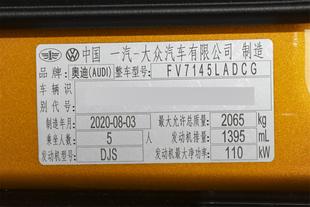 中国 一汽-大众汽车有限公司 制造
品牌: 奥迪(AUDI) 整车型号: FV7145LADCG
车辆识别代号:
制造年月: 2020-08-03 最大允许总质量: 2065 kg
乘坐人数: 5 人 发动机排量: 1395 mL
发动机型号: DJS 发动机最大净功率: 110 kW